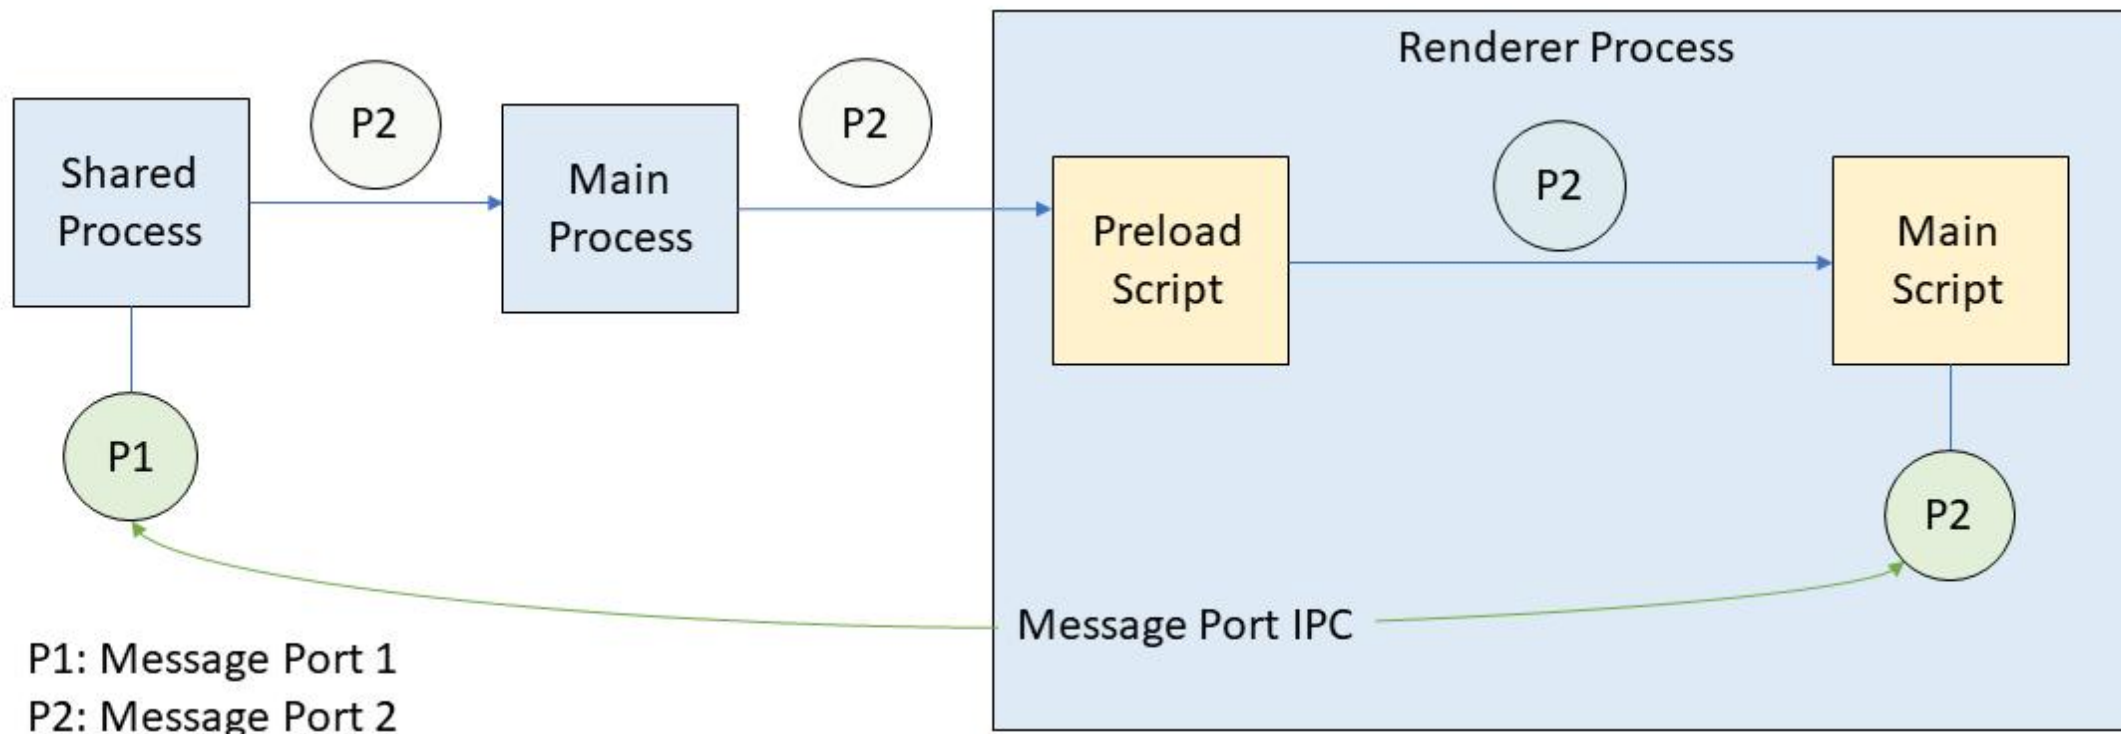 Renderer Process
P2
P2
P2
Shared
Process
Main
Process
Preload
Script
Main
Script
P1
P2
Message Port IPC
P1: Message Port 1
P2: Message Port 2